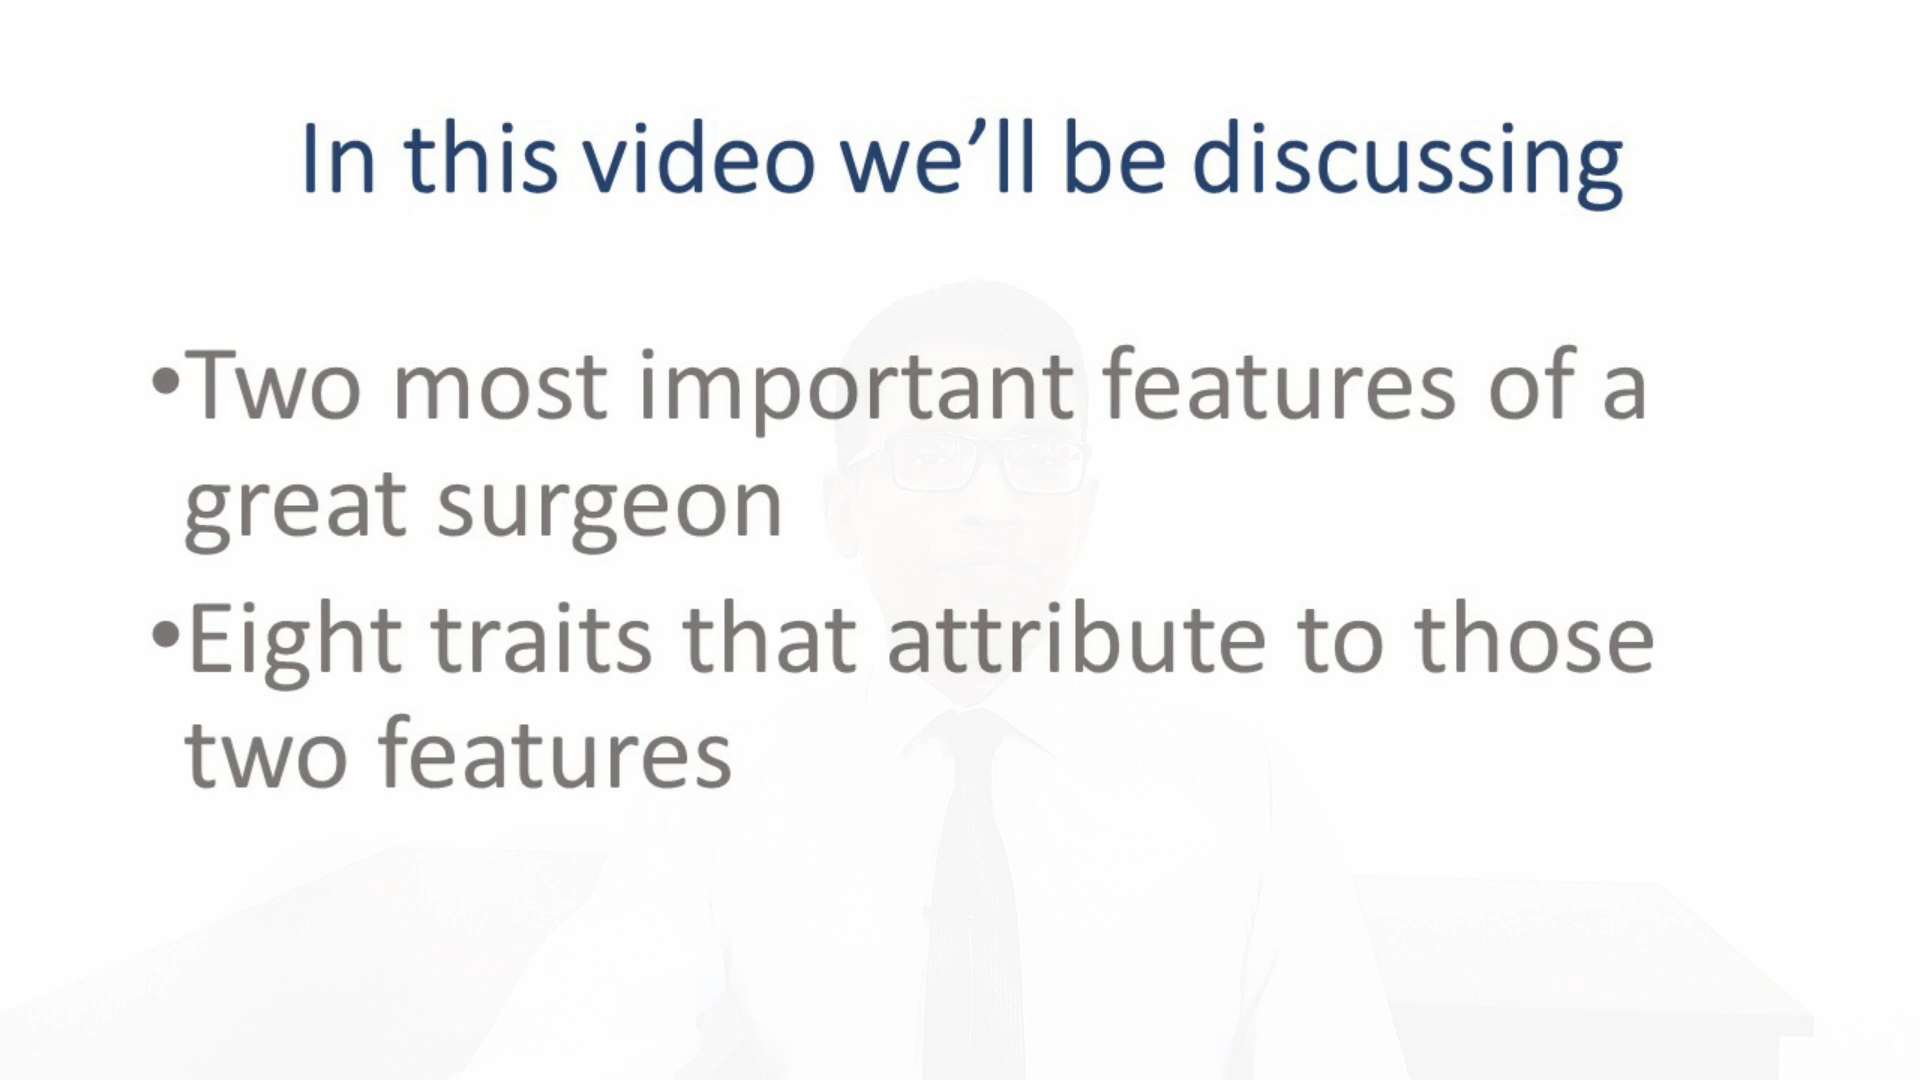 In this video we’ll be discussing
•Two most important features of a
great surgeon
•Eight traits that attribute to those
two features